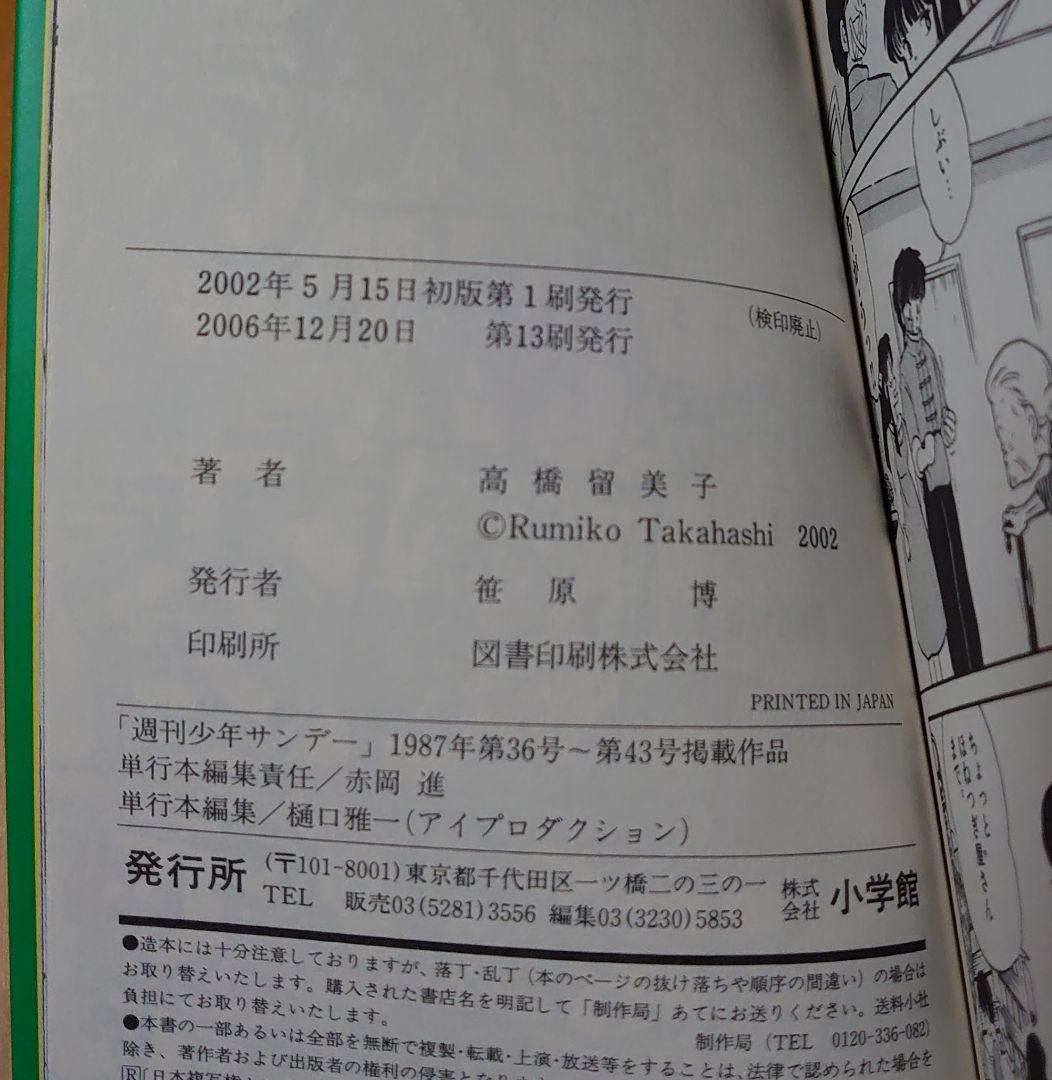 2002年5月15日初版第1刷発行
(検印廃止)
2006年12月20日　第13刷発行
著　者　高橋留美子
©Rumiko Takahashi 2002
発行者　笹原　博
印刷所　図書印刷株式会社
PRINTED IN JAPAN
「週刊少年サンデー」1987年第36号～第43号掲載作品
単行本編集責任／赤岡 進
単行本編集／樋口雅一(アイプロダクション)
発行所 (〒101-8001)東京都千代田区一ツ橋二の三の一 株式会社 小学館
TEL 販売03(5281)3556 編集03(3230)5853
●造本には十分注意しておりますが、落丁・乱丁（本のページの抜け落ちや順序の間違い）の場合は
お取り替えいたします。購入された書店名を明記して「制作局」あてにお送りください。送料小社
負担にてお取り替えいたします。
制作局（TEL 0120-336-082）
●本書の一部あるいは全部を無断で複製・転載・上演・放送等をすることは、法律で認められた場合を
除き、著作者および出版者の権利の侵害となります
しぶい…
ちょっと
ほねつぎ屋さん
まで。